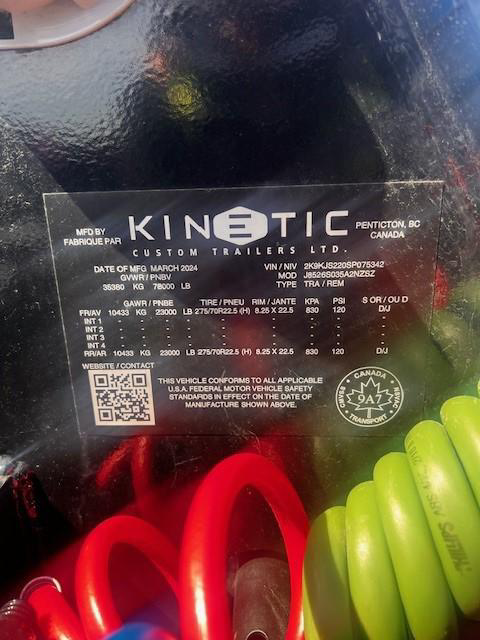 MFD BY
FABRIQUE PAR
KINETIC
CUSTOM TRAILERS LTD.
PENTICTON, BC
CANADA
DATE OF MFG MARCH 2024
GVWR / PNBV
35380 KG 78000 LB
VIN / NIV 2K9KJS220SP075342
MOD J8526S035A2NZSZ
TYPE TRA / REM
GAWR / PNBE TIRE / PNEU RIM / JANTE KPA PSI S OR / OU D
FR/AV 10433 KG 23000 LB 275/70R22.5 (H) 8.25 X 22.5 830 120 D/J
INT 1
INT 2
INT 3
INT 4
RR/AR 10433 KG 23000 LB 275/70R22.5 (H) 8.25 X 22.5 830 120 D/J
WEBSITE / CONTACT
THIS VEHICLE CONFORMS TO ALL APPLICABLE
U.S.A. FEDERAL MOTOR VEHICLE SAFETY
STANDARDS IN EFFECT ON THE DATE OF
MANUFACTURE SHOWN ABOVE.
CANADA
9A7
TRANSPORT
PHILLIPS ABS